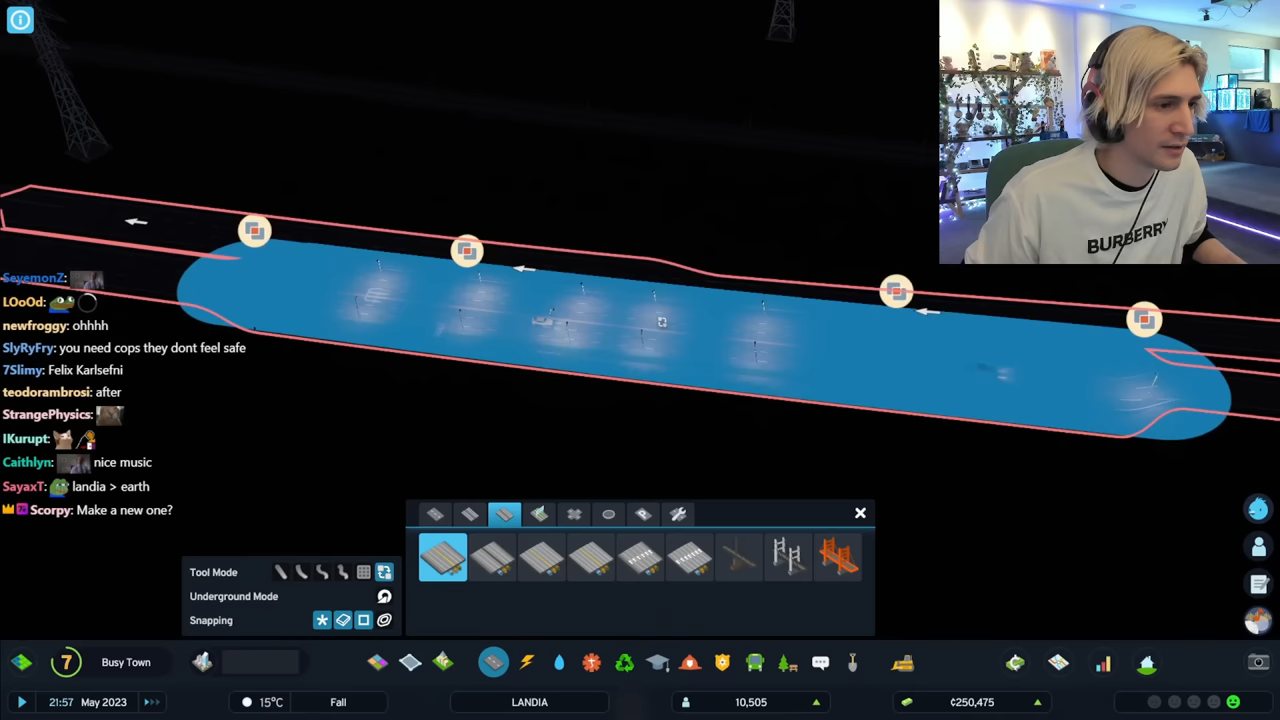 BURBERRY
SeyemonZ:
LOoOd:
newfroggy: ohhhh
SlyRyFry: you need cops they dont feel safe
7Slimy: Felix Karlsefni
teodorambrosi: after
StrangePhysics:
IKurupt:
Caithlyn: nice music
SayaxT: landia > earth
Scorpy: Make a new one?
Tool Mode
Underground Mode
Snapping
7 Busy Town
21:57 May 2023 15°C Fall LANDIA 10,505 ¢250,475